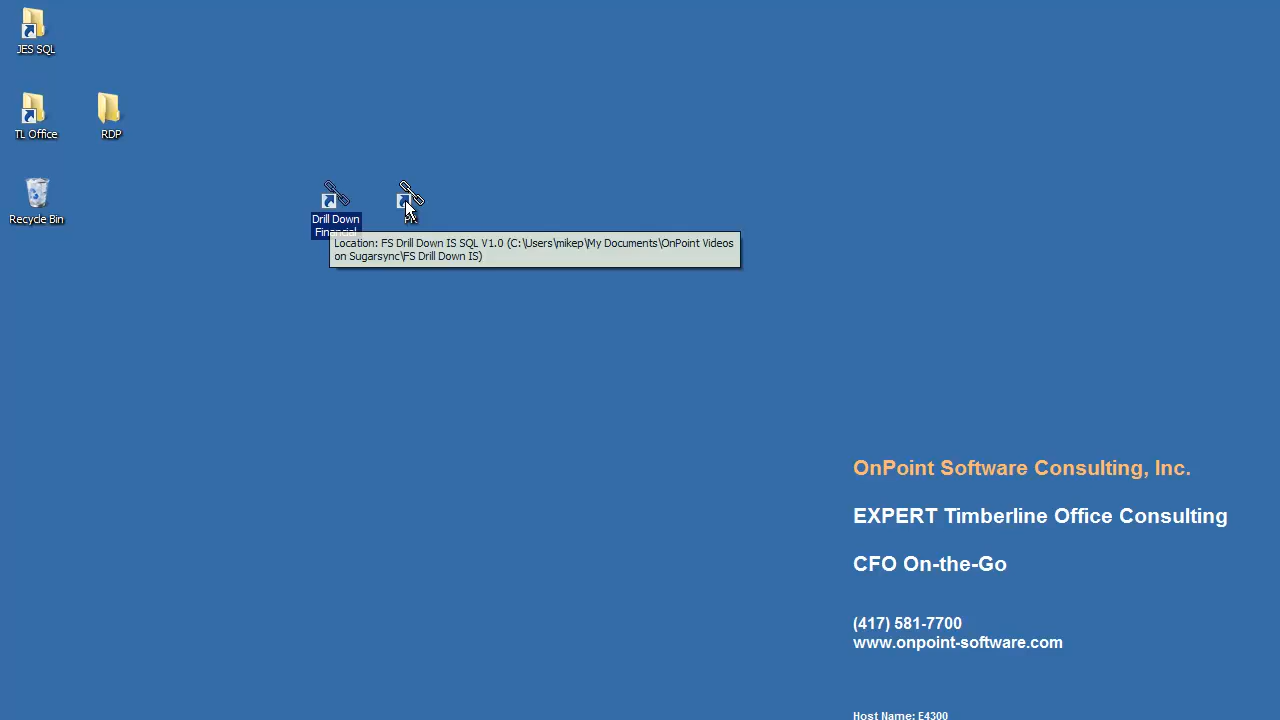 JES SQL
TL Office
RDP
Recycle Bin
Drill Down
Financial
Location: FS Drill Down IS SQL V1.0 (C:\Users\mikep\My Documents\OnPoint Videos
on Sugarsync\FS Drill Down IS)
OnPoint Software Consulting, Inc.
EXPERT Timberline Office Consulting
CFO On-the-Go
(417) 581-7700
www.onpoint-software.com
Host Name: E4300